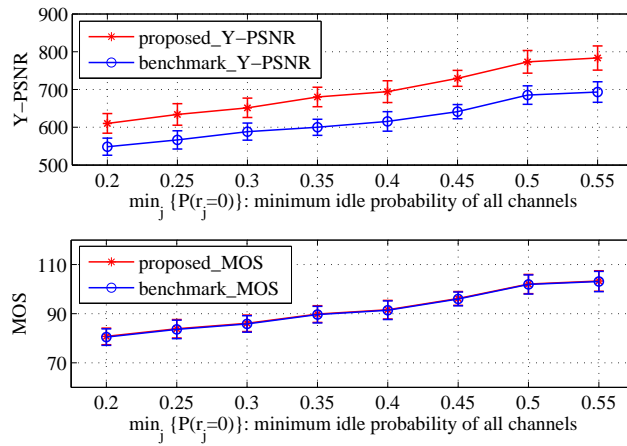 900
800
700
600
500
Y−PSNR
proposed_Y−PSNR
benchmark_Y−PSNR
0.2 0.25 0.3 0.35 0.4 0.45 0.5 0.55
min_j {P(r_j=0)}: minimum idle probability of all channels
110
90
70
MOS
proposed_MOS
benchmark_MOS
0.2 0.25 0.3 0.35 0.4 0.45 0.5 0.55
min_j {P(r_j=0)}: minimum idle probability of all channels